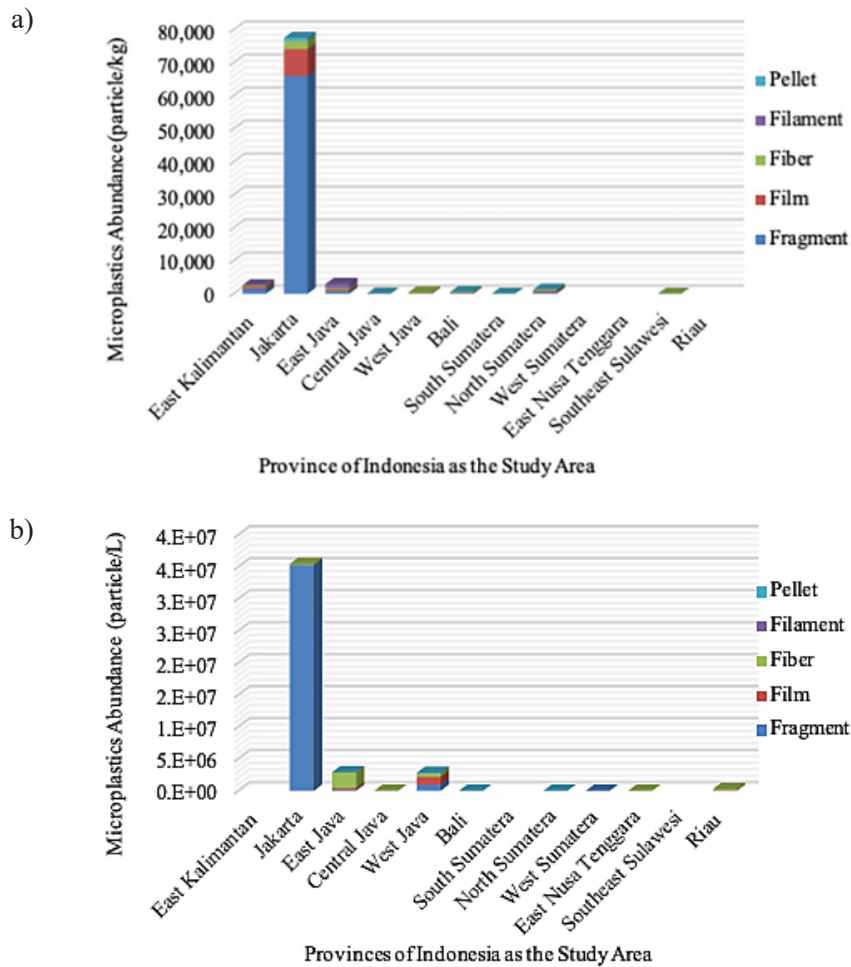 a)
Microplastics Abundance (particle/kg)
80,000
70,000
60,000
50,000
40,000
30,000
20,000
10,000
0
East Kalimantan
Jakarta
East Java
Central Java
West Java
Bali
South Sumatera
North Sumatera
West Sumatera
East Nusa Tenggara
Southeast Sulawesi
Riau
Pellet
Filament
Fiber
Film
Fragment
Province of Indonesia as the Study Area
b)
Microplastics Abundance (particle/L)
4.E+07
4.E+07
3.E+07
3.E+07
2.E+07
2.E+07
1.E+07
5.E+06
0.E+00
East Kalimantan
Jakarta
East Java
Central Java
West Java
Bali
South Sumatera
North Sumatera
West Sumatera
East Nusa Tenggara
Southeast Sulawesi
Riau
Pellet
Filament
Fiber
Film
Fragment
Provinces of Indonesia as the Study Area